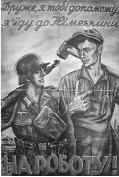 Друже, я тобі допоможу,
я їду до Німеччини
НА РОБОТУ!